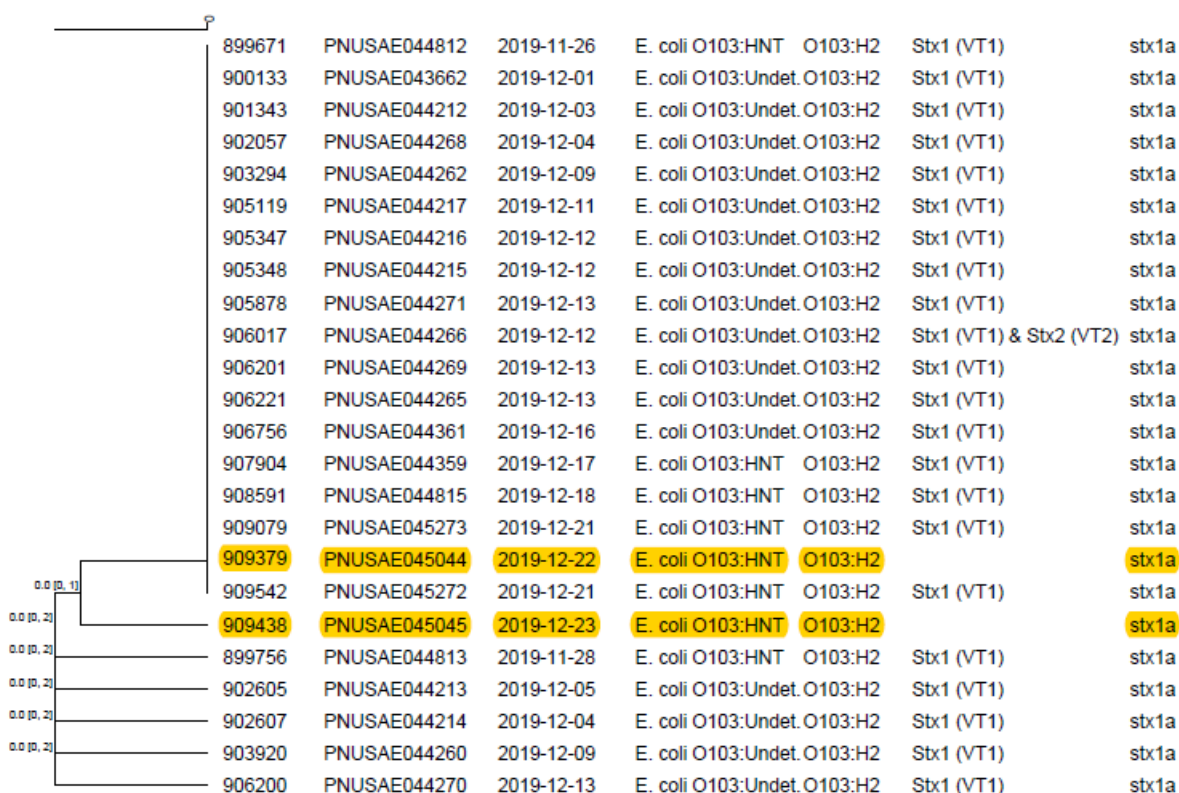 0
899671 PNUSAE044812 2019-11-26 E. coli O103:HNT O103:H2 Stx1 (VT1) stx1a
900133 PNUSAE043662 2019-12-01 E. coli O103:Undet. O103:H2 Stx1 (VT1) stx1a
901343 PNUSAE044212 2019-12-03 E. coli O103:Undet. O103:H2 Stx1 (VT1) stx1a
902057 PNUSAE044268 2019-12-04 E. coli O103:Undet. O103:H2 Stx1 (VT1) stx1a
903294 PNUSAE044262 2019-12-09 E. coli O103:Undet. O103:H2 Stx1 (VT1) stx1a
905119 PNUSAE044217 2019-12-11 E. coli O103:Undet. O103:H2 Stx1 (VT1) stx1a
905347 PNUSAE044216 2019-12-12 E. coli O103:Undet. O103:H2 Stx1 (VT1) stx1a
905348 PNUSAE044215 2019-12-12 E. coli O103:Undet. O103:H2 Stx1 (VT1) stx1a
905878 PNUSAE044271 2019-12-13 E. coli O103:Undet. O103:H2 Stx1 (VT1) stx1a
906017 PNUSAE044266 2019-12-12 E. coli O103:Undet. O103:H2 Stx1 (VT1) & Stx2 (VT2) stx1a
906201 PNUSAE044269 2019-12-13 E. coli O103:Undet. O103:H2 Stx1 (VT1) stx1a
906221 PNUSAE044265 2019-12-13 E. coli O103:Undet. O103:H2 Stx1 (VT1) stx1a
906756 PNUSAE044361 2019-12-16 E. coli O103:Undet. O103:H2 Stx1 (VT1) stx1a
907904 PNUSAE044359 2019-12-17 E. coli O103:HNT O103:H2 Stx1 (VT1) stx1a
908591 PNUSAE044815 2019-12-18 E. coli O103:HNT O103:H2 Stx1 (VT1) stx1a
909079 PNUSAE045273 2019-12-21 E. coli O103:HNT O103:H2 Stx1 (VT1) stx1a
909379 PNUSAE045044 2019-12-22 E. coli O103:HNT O103:H2 stx1a
0.0 [0, 1] 909542 PNUSAE045272 2019-12-21 E. coli O103:HNT O103:H2 Stx1 (VT1) stx1a
0.0 [0, 2] 909438 PNUSAE045045 2019-12-23 E. coli O103:HNT O103:H2 stx1a
0.0 [0, 2] 899756 PNUSAE044813 2019-11-28 E. coli O103:HNT O103:H2 Stx1 (VT1) stx1a
0.0 [0, 2] 902605 PNUSAE044213 2019-12-05 E. coli O103:Undet. O103:H2 Stx1 (VT1) stx1a
0.0 [0, 2] 902607 PNUSAE044214 2019-12-04 E. coli O103:Undet. O103:H2 Stx1 (VT1) stx1a
0.0 [0, 2] 903920 PNUSAE044260 2019-12-09 E. coli O103:Undet. O103:H2 Stx1 (VT1) stx1a
906200 PNUSAE044270 2019-12-13 E. coli O103:Undet. O103:H2 Stx1 (VT1) stx1a